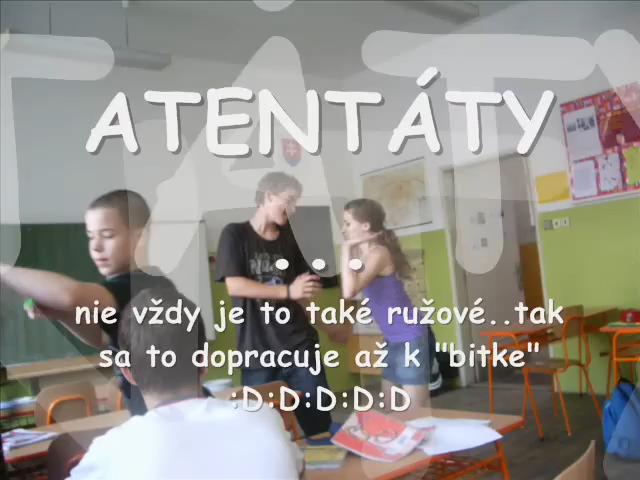 ATENTÁTY
...
nie vždy je to také ružové..tak
sa to dopracuje až k "bitke"
:D:D:D:D:D